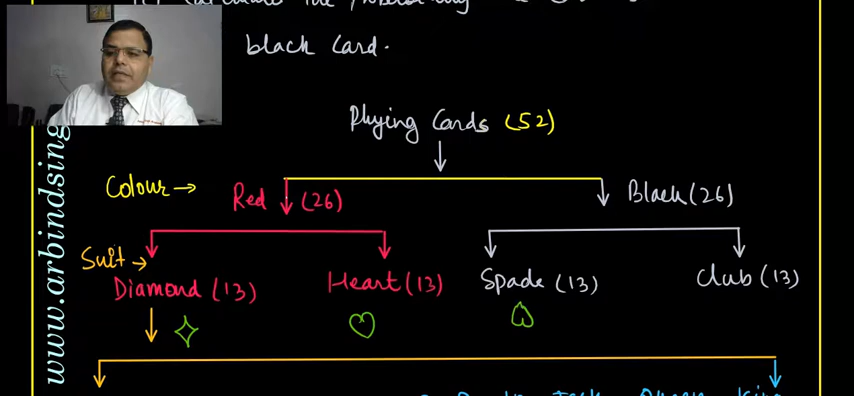 black Card.
Playing Cards (52)
Colour → Red (26) Black (26)
Suit →
Diamond (13) Heart (13) Spade (13) Club (13)
www.arbindsing